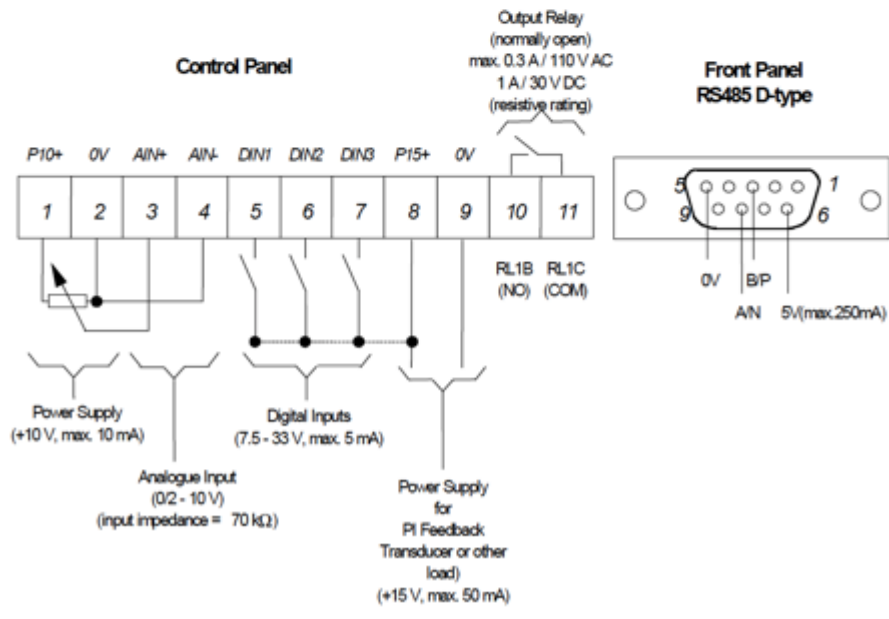 Output Relay
(normally open)
max. 0.3 A / 110 V AC
1 A / 30 V DC
(resistive rating)
Control Panel
Front Panel
RS485 D-type
P10+ 0V AIN+ AIN- DIN1 DIN2 DIN3 P15+ 0V
1 2 3 4 5 6 7 8 9 10 11
5 1
9 6
RL1B RL1C
(NO) (COM)
0V B/P
A/N 5V(max.250mA)
Power Supply
(+10 V, max. 10 mA)
Digital Inputs
(7.5 - 33 V, max. 5 mA)
Analogue Input
(0/2 - 10 V)
(input impedance = 70 kΩ)
Power Supply
for
PI Feedback
Transducer or other
load)
(+15 V, max. 50 mA)